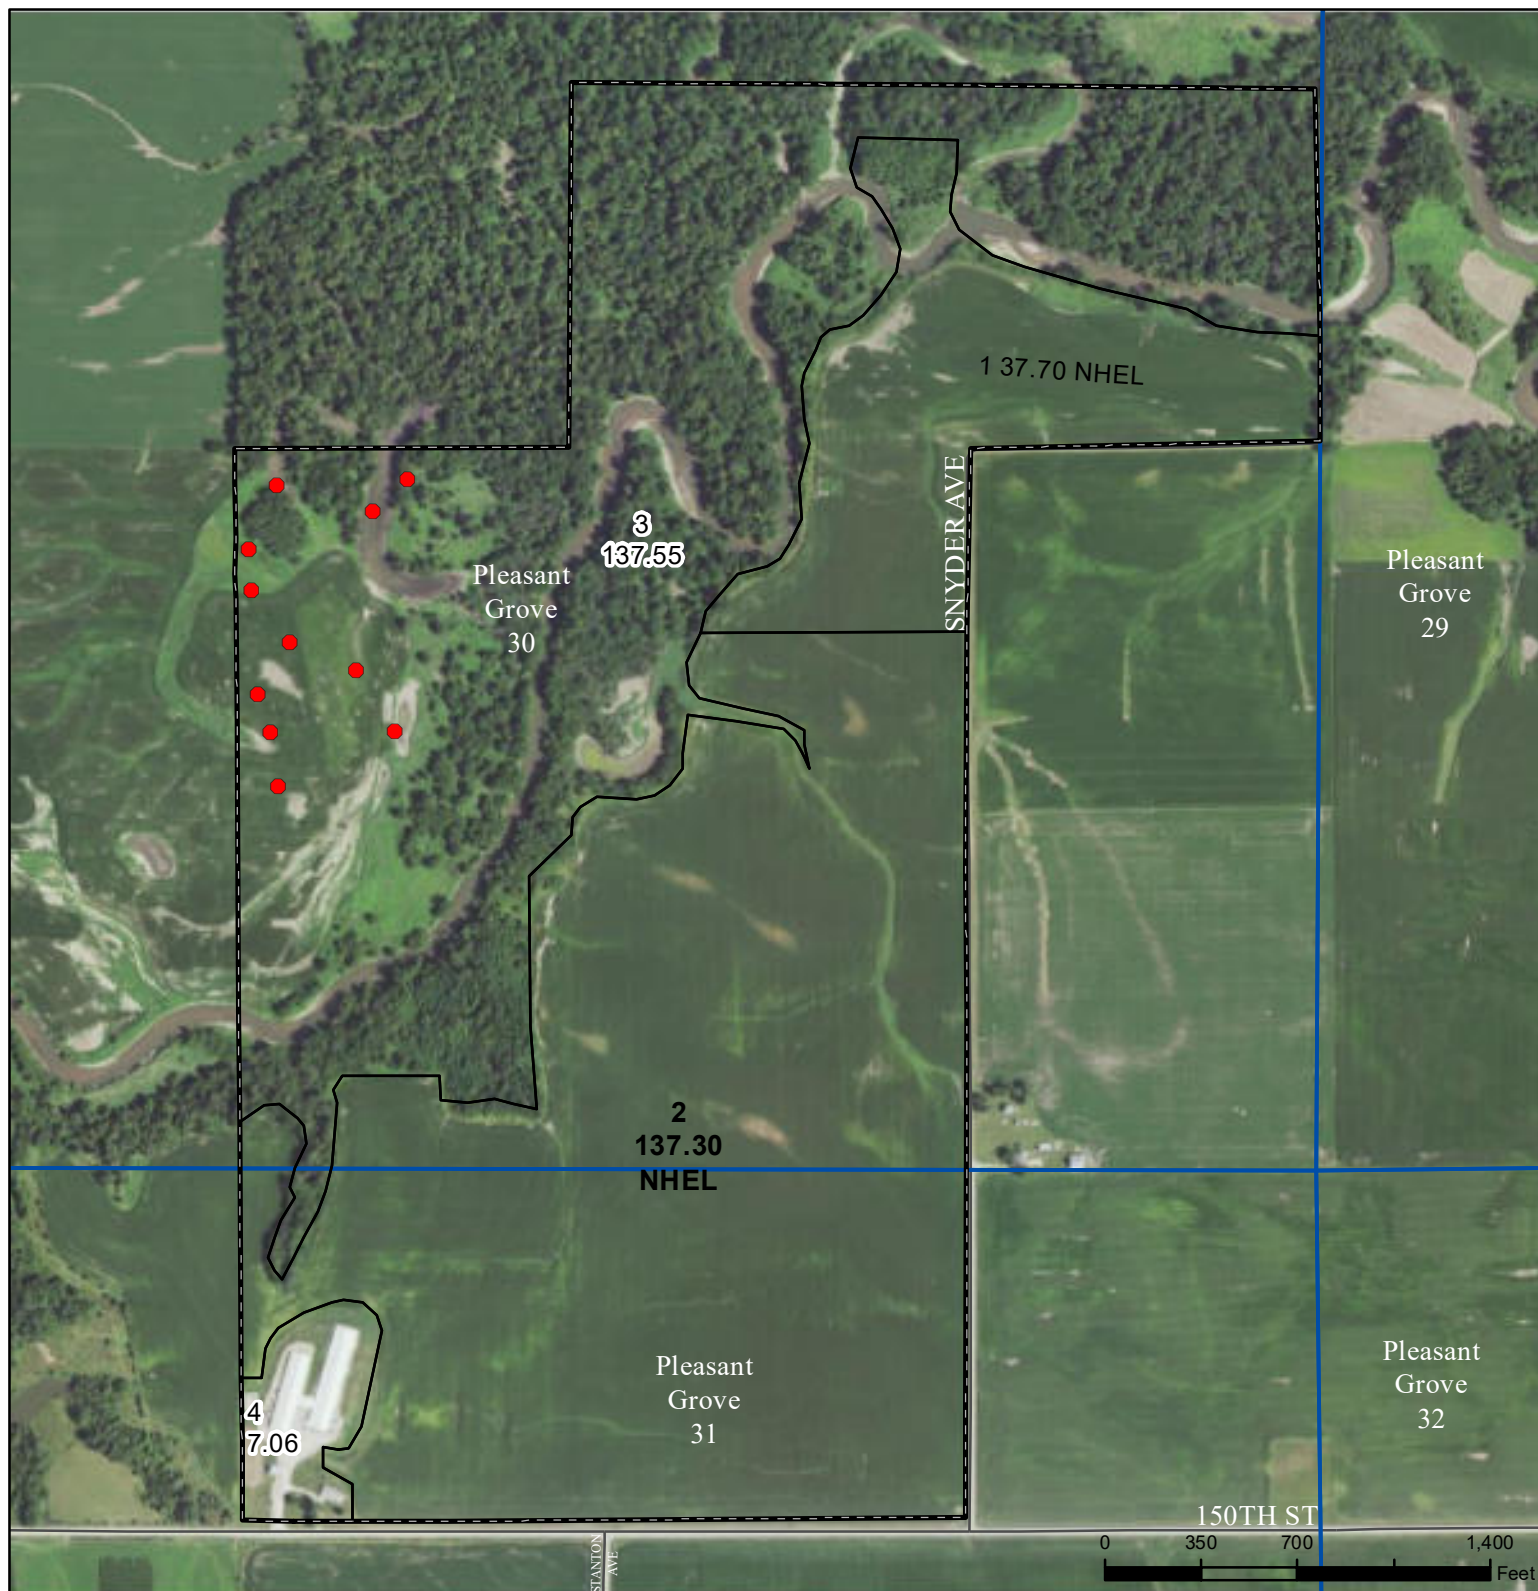 1 37.70 NHEL
SNYDER AVE
3
137.55
Pleasant
Grove
30
Pleasant
Grove
29
2
137.30
NHEL
Pleasant
Grove
31
Pleasant
Grove
32
4
7.06
150TH ST
STANTON
AVE
0 350 700 1,400
Feet